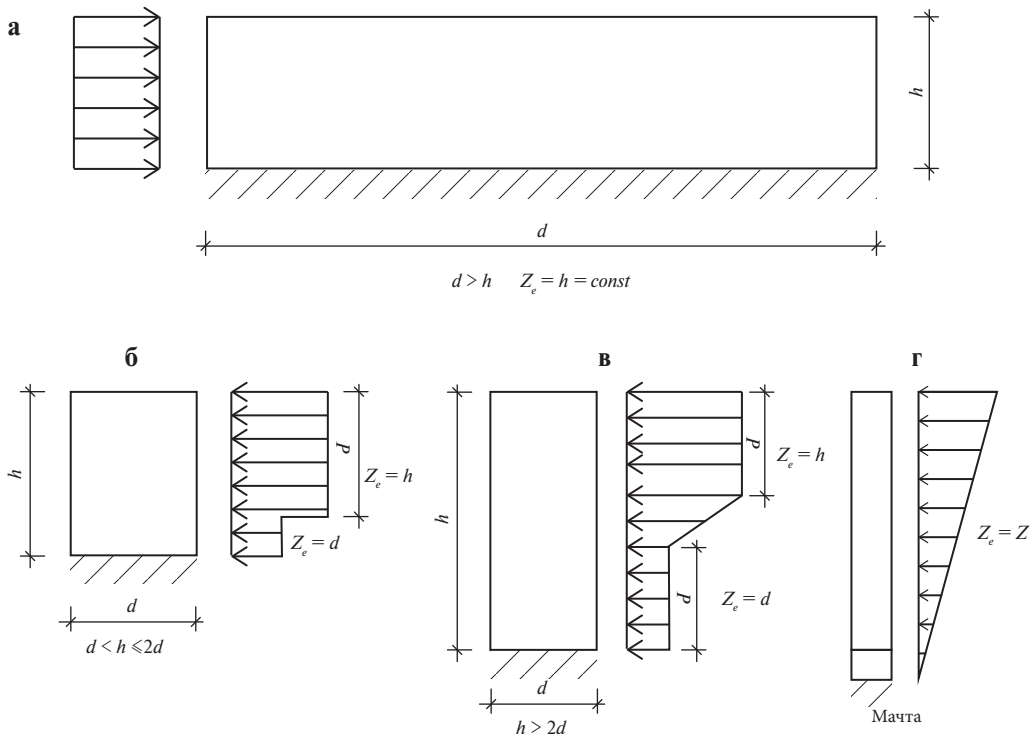 а
h
d
d > h Z_e = h = const
б
в
г
h
d
Z_e = h
Z_e = d
d
d < h ⩽2d
h
d
Z_e = h
d
Z_e = d
d
h > 2d
Z_e = Z
Мачта